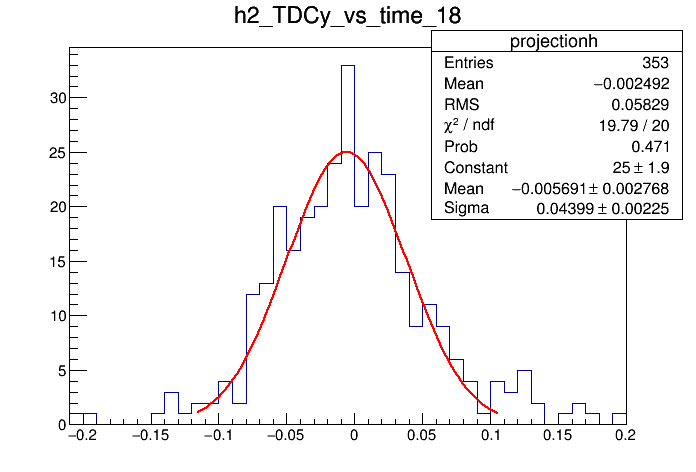 h2_TDCy_vs_time_18
projectionh
Entries 353
Mean −0.002492
RMS 0.05829
χ² / ndf 19.79 / 20
Prob 0.471
Constant 25 ± 1.9
Mean −0.005691 ± 0.002768
Sigma 0.04399 ± 0.00225
30
25
20
15
10
5
0
−0.2 −0.15 −0.1 −0.05 0 0.05 0.1 0.15 0.2